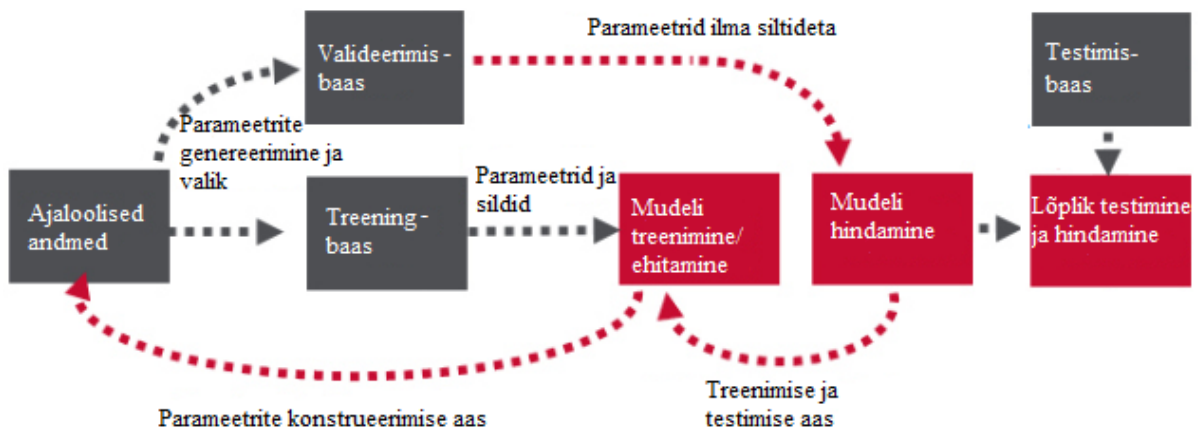 Parameetrid ilma siltideta
Valideerimis -
baas
Testimis-
baas
Parameetrite
genereerimine ja
valik
Parameetrid ja
sildid
Ajaloolised
andmed
Treening -
baas
Mudeli
treenimine/
ehitamine
Mudeli
hindamine
Lõplik testimine
ja hindamine
Treenimise ja
testimise aas
Parameetrite konstrueerimise aas